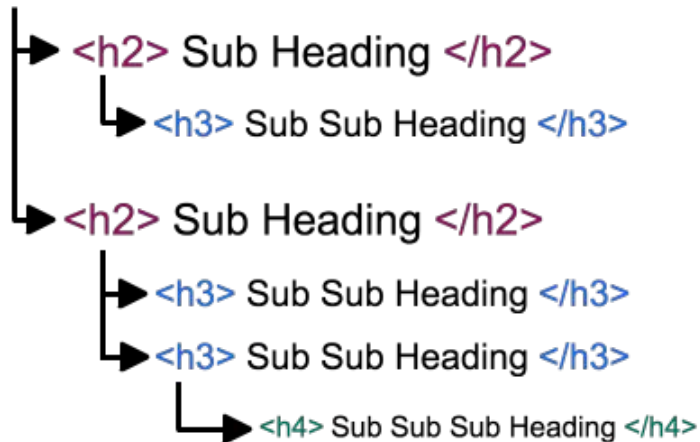 <h2> Sub Heading </h2>
<h3> Sub Sub Heading </h3>
<h2> Sub Heading </h2>
<h3> Sub Sub Heading </h3>
<h3> Sub Sub Heading </h3>
<h4> Sub Sub Sub Heading </h4>